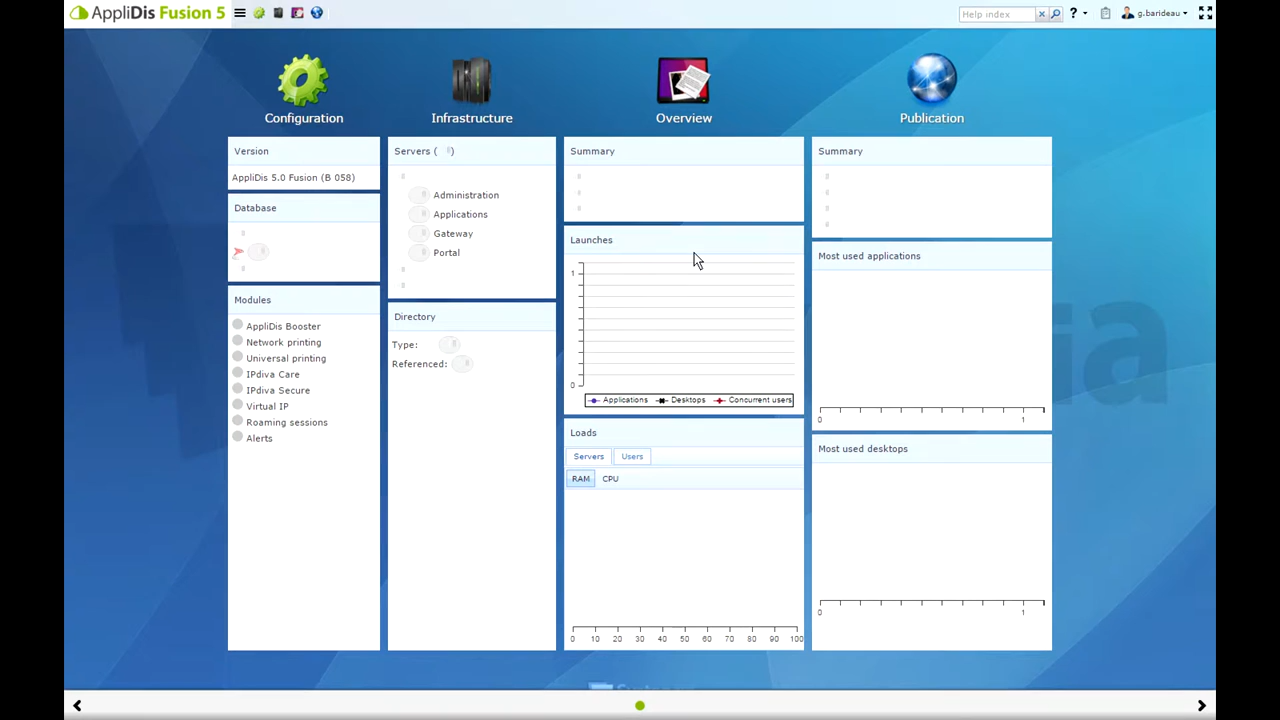 AppliDis Fusion 5
Help index
?
g.barideau
Configuration
Infrastructure
Overview
Publication
Version
AppliDis 5.0 Fusion (B 058)
Database
Modules
AppliDis Booster
Network printing
Universal printing
IPdiva Care
IPdiva Secure
Virtual IP
Roaming sessions
Alerts
Servers ( )
Administration
Applications
Gateway
Portal
Directory
Type:
Referenced:
Summary
Launches
1
0
Applications Desktops Concurrent users
Loads
Servers Users
RAM CPU
0 10 20 30 40 50 60 70 80 90 100
Summary
Most used applications
0 1
Most used desktops
0 1
ia